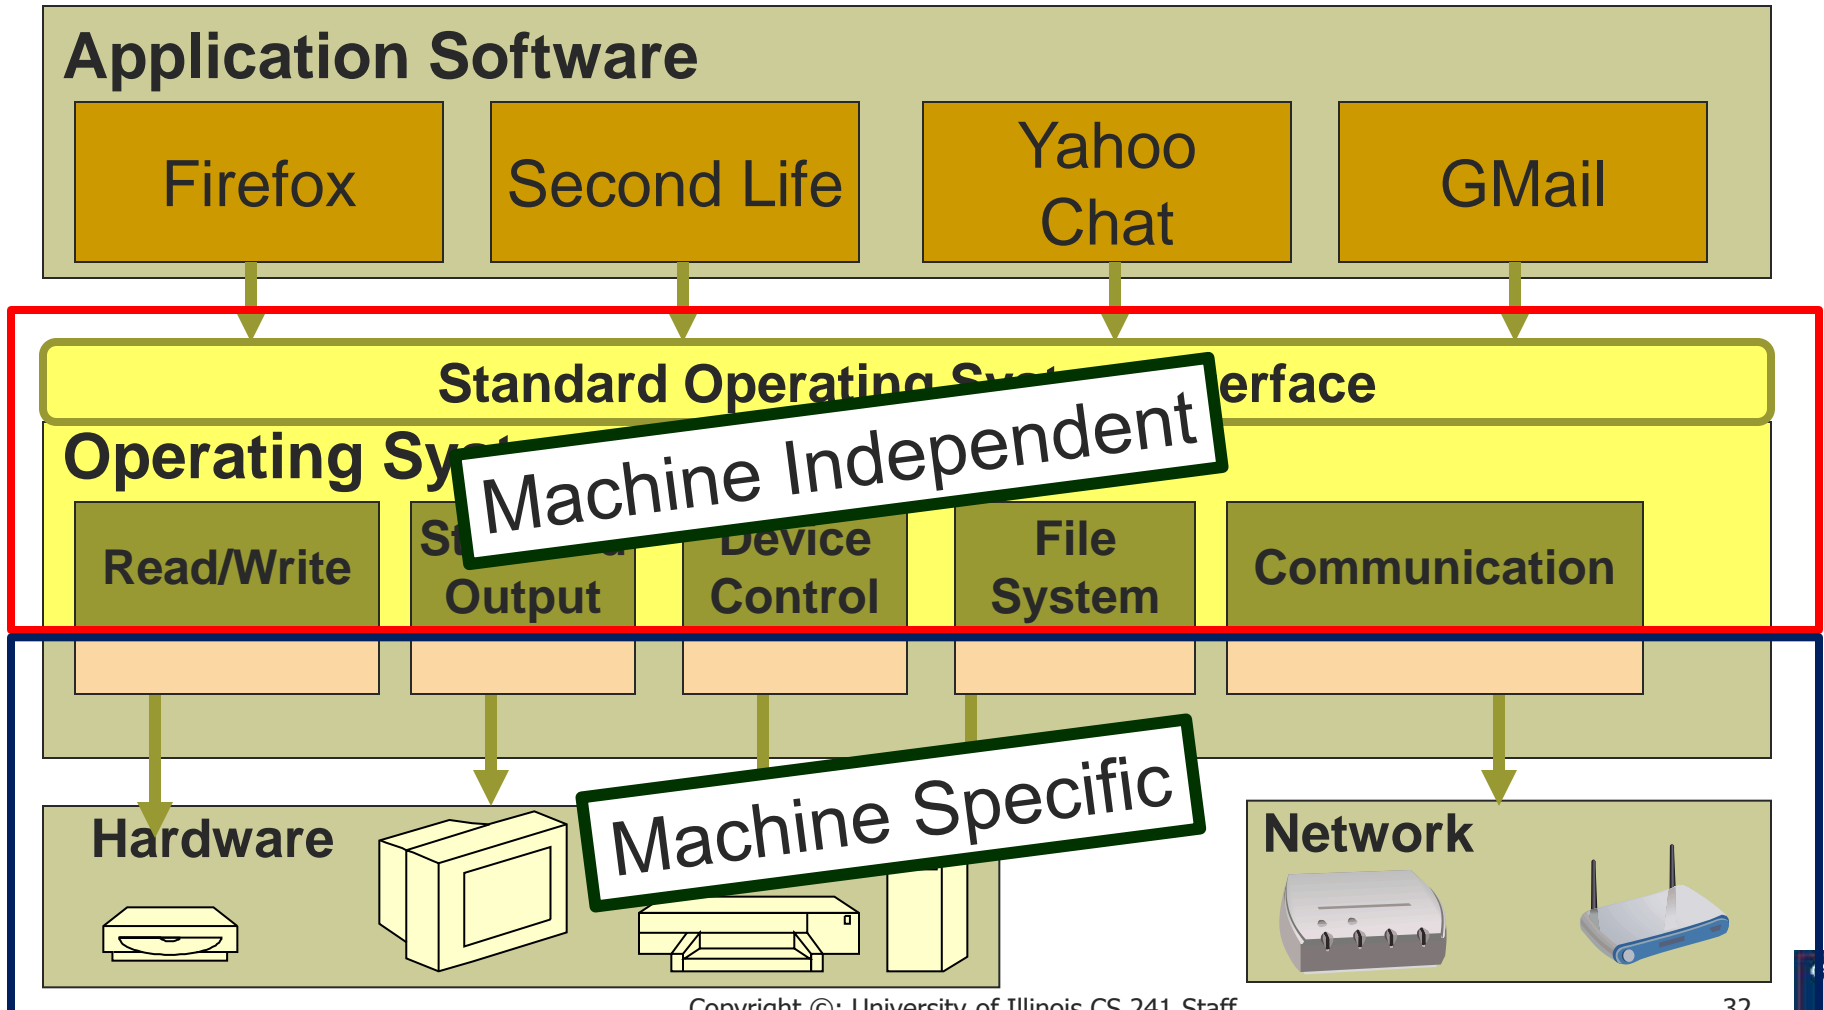 Application Software
Firefox
Second Life
Yahoo
Chat
GMail
Standard Operating erface
Machine Independent
Operating
Read/Write
Output
Device
Control
File
System
Communication
Machine Specific
Hardware
Network
Copyright ©: University of Illinois CS 241 Staff
32